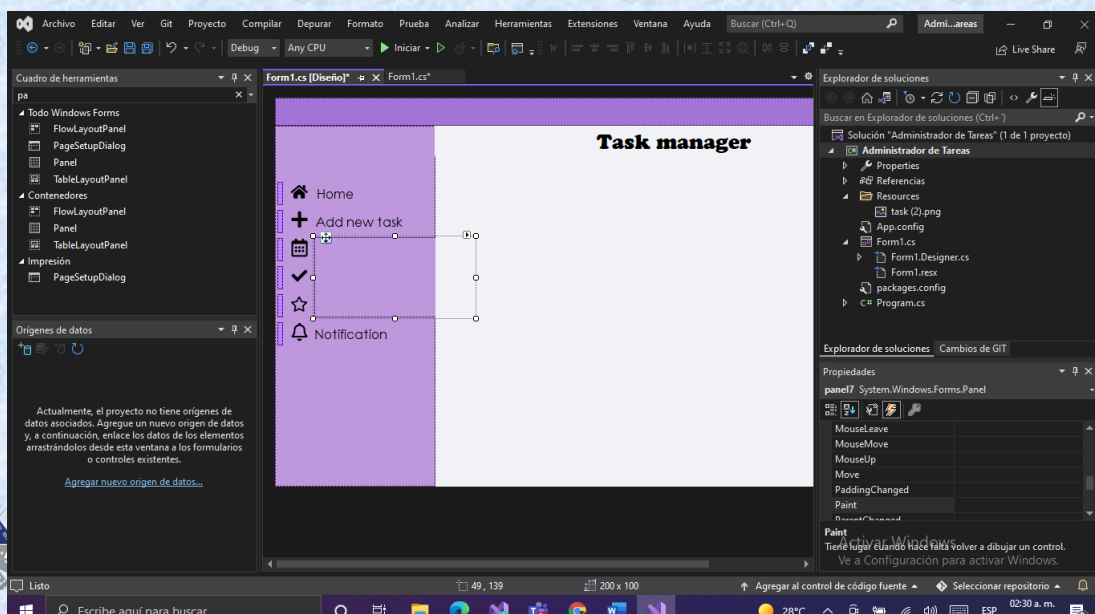 Archivo Editar Ver Git Proyecto Compilar Depurar Formato Prueba Analizar Herramientas Extensiones Ventana Ayuda Buscar (Ctrl+Q) Admi...areas
Debug Any CPU Iniciar Live Share
Cuadro de herramientas
pa
Todo Windows Forms
FlowLayoutPanel
PageSetupDialog
Panel
TableLayoutPanel
Contenedores
FlowLayoutPanel
Panel
TableLayoutPanel
Impresión
PageSetupDialog
Orígenes de datos
Actualmente, el proyecto no tiene orígenes de
datos asociados. Agregue un nuevo origen de datos
y, a continuación, enlace los datos de los elementos
arrastrándolos desde esta ventana a los formularios
o controles existentes.
Agregar nuevo origen de datos...
Form1.cs [Diseño]* Form1.cs*
Task manager
Home
Add new task
Notification
Explorador de soluciones
Buscar en Explorador de soluciones (Ctrl+')
Solución "Administrador de Tareas" (1 de 1 proyecto)
Administrador de Tareas
Properties
Referencias
Resources
task (2).png
App.config
Form1.cs
Form1.Designer.cs
Form1.resx
packages.config
C# Program.cs
Explorador de soluciones Cambios de GIT
Propiedades
panel7 System.Windows.Forms.Panel
MouseLeave
MouseMove
MouseUp
Move
PaddingChanged
Paint
ParentChanged
Paint
Tiene lugar cuando hace falta volver a dibujar un control.
Activar Windows
Ve a Configuración para activar Windows.
Listo 49, 139 200 x 100 Agregar al control de código fuente Seleccionar repositorio
Escribe aquí para buscar 28°C ESP 02:30 a. m.